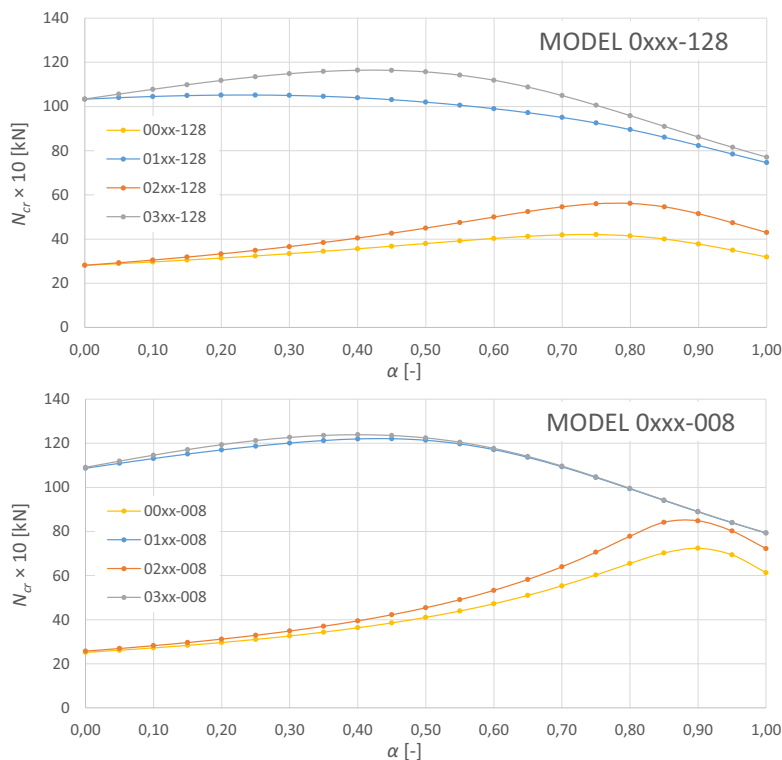 MODEL 0xxx-128
N_cr × 10 [kN]
140
120
100
80
60
40
20
0
00xx-128
01xx-128
02xx-128
03xx-128
0,00 0,10 0,20 0,30 0,40 0,50 0,60 0,70 0,80 0,90 1,00
α [-]
MODEL 0xxx-008
N_cr × 10 [kN]
140
120
100
80
60
40
20
0
00xx-008
01xx-008
02xx-008
03xx-008
0,00 0,10 0,20 0,30 0,40 0,50 0,60 0,70 0,80 0,90 1,00
α [-]